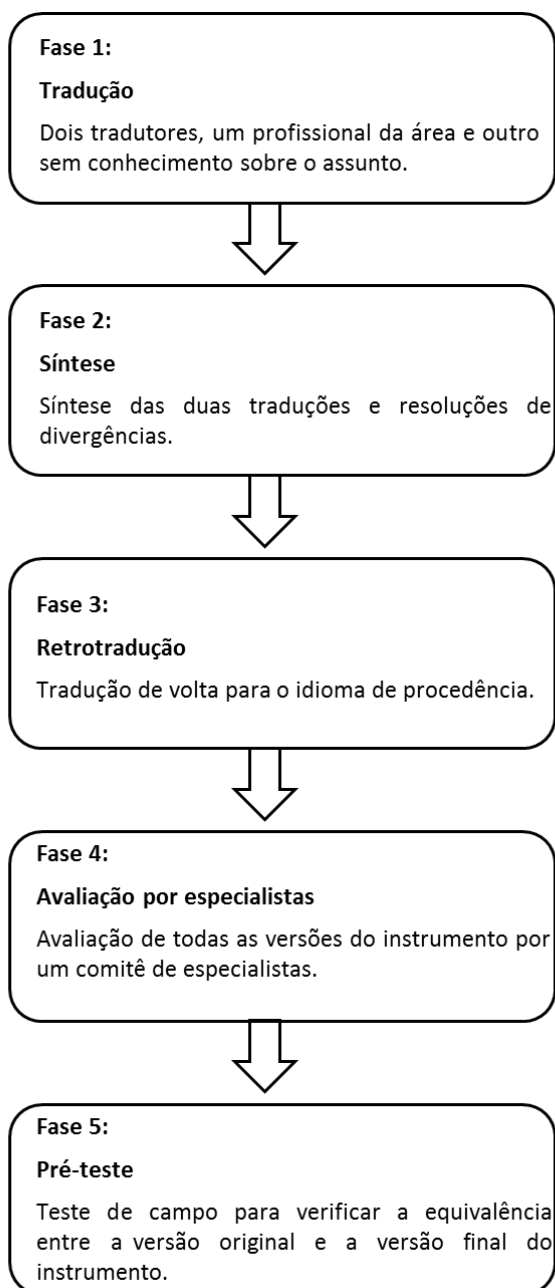 Fase 1:
Tradução
Dois tradutores, um profissional da área e outro
sem conhecimento sobre o assunto.
Fase 2:
Síntese
Síntese das duas traduções e resoluções de
divergências.
Fase 3:
Retrotradução
Tradução de volta para o idioma de procedência.
Fase 4:
Avaliação por especialistas
Avaliação de todas as versões do instrumento por
um comitê de especialistas.
Fase 5:
Pré-teste
Teste de campo para verificar a equivalência
entre a versão original e a versão final do
instrumento.